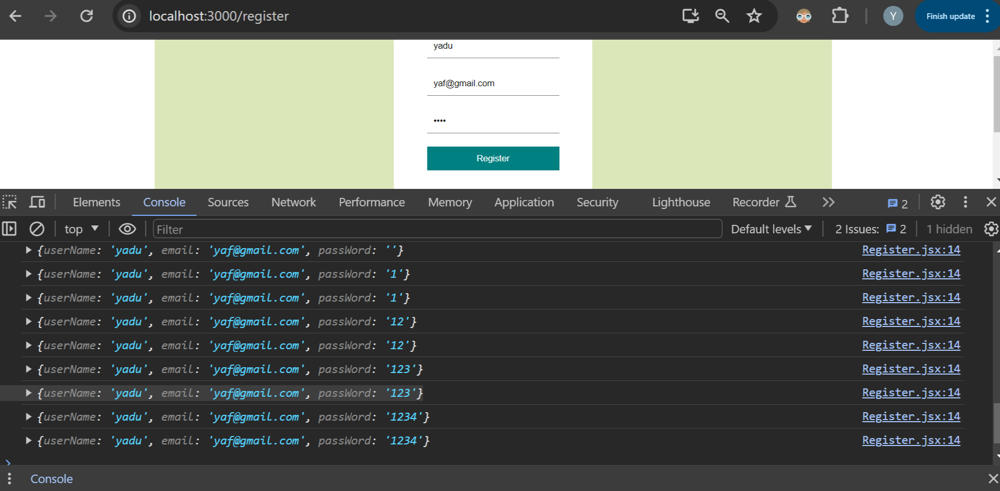 localhost:3000/register
Y
Finish update
yadu
yaf@gmail.com
••••
Register
Elements Console Sources Network Performance Memory Application Security Lighthouse Recorder 2
top Filter Default levels 2 Issues: 2 1 hidden
{userName: 'yadu', email: 'yaf@gmail.com', passWord: ''} Register.jsx:14
{userName: 'yadu', email: 'yaf@gmail.com', passWord: '1'} Register.jsx:14
{userName: 'yadu', email: 'yaf@gmail.com', passWord: '1'} Register.jsx:14
{userName: 'yadu', email: 'yaf@gmail.com', passWord: '12'} Register.jsx:14
{userName: 'yadu', email: 'yaf@gmail.com', passWord: '12'} Register.jsx:14
{userName: 'yadu', email: 'yaf@gmail.com', passWord: '123'} Register.jsx:14
{userName: 'yadu', email: 'yaf@gmail.com', passWord: '123'} Register.jsx:14
{userName: 'yadu', email: 'yaf@gmail.com', passWord: '1234'} Register.jsx:14
{userName: 'yadu', email: 'yaf@gmail.com', passWord: '1234'} Register.jsx:14
Console